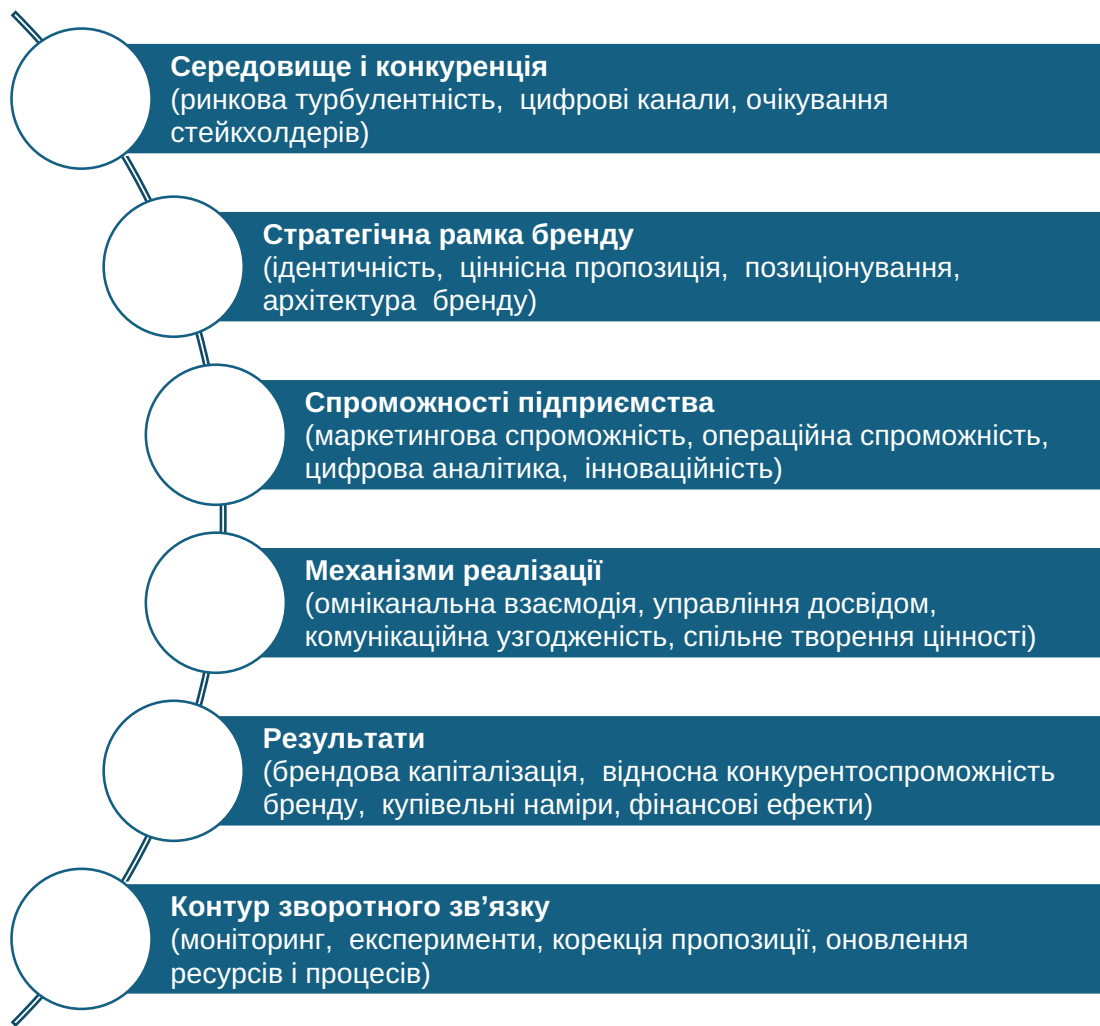 Середовище і конкуренція
(ринкова турбулентність, цифрові канали, очікування
стейкхолдерів)
Стратегічна рамка бренду
(ідентичність, ціннісна пропозиція, позиціонування,
архітектура бренду)
Спроможності підприємства
(маркетингова спроможність, операційна спроможність,
цифрова аналітика, інноваційність)
Механізми реалізації
(омніканальна взаємодія, управління досвідом,
комунікаційна узгодженість, спільне творення цінності)
Результати
(брендова капіталізація, відносна конкурентоспроможність
бренду, купівельні наміри, фінансові ефекти)
Контур зворотного зв’язку
(моніторинг, експерименти, корекція пропозиції, оновлення
ресурсів і процесів)